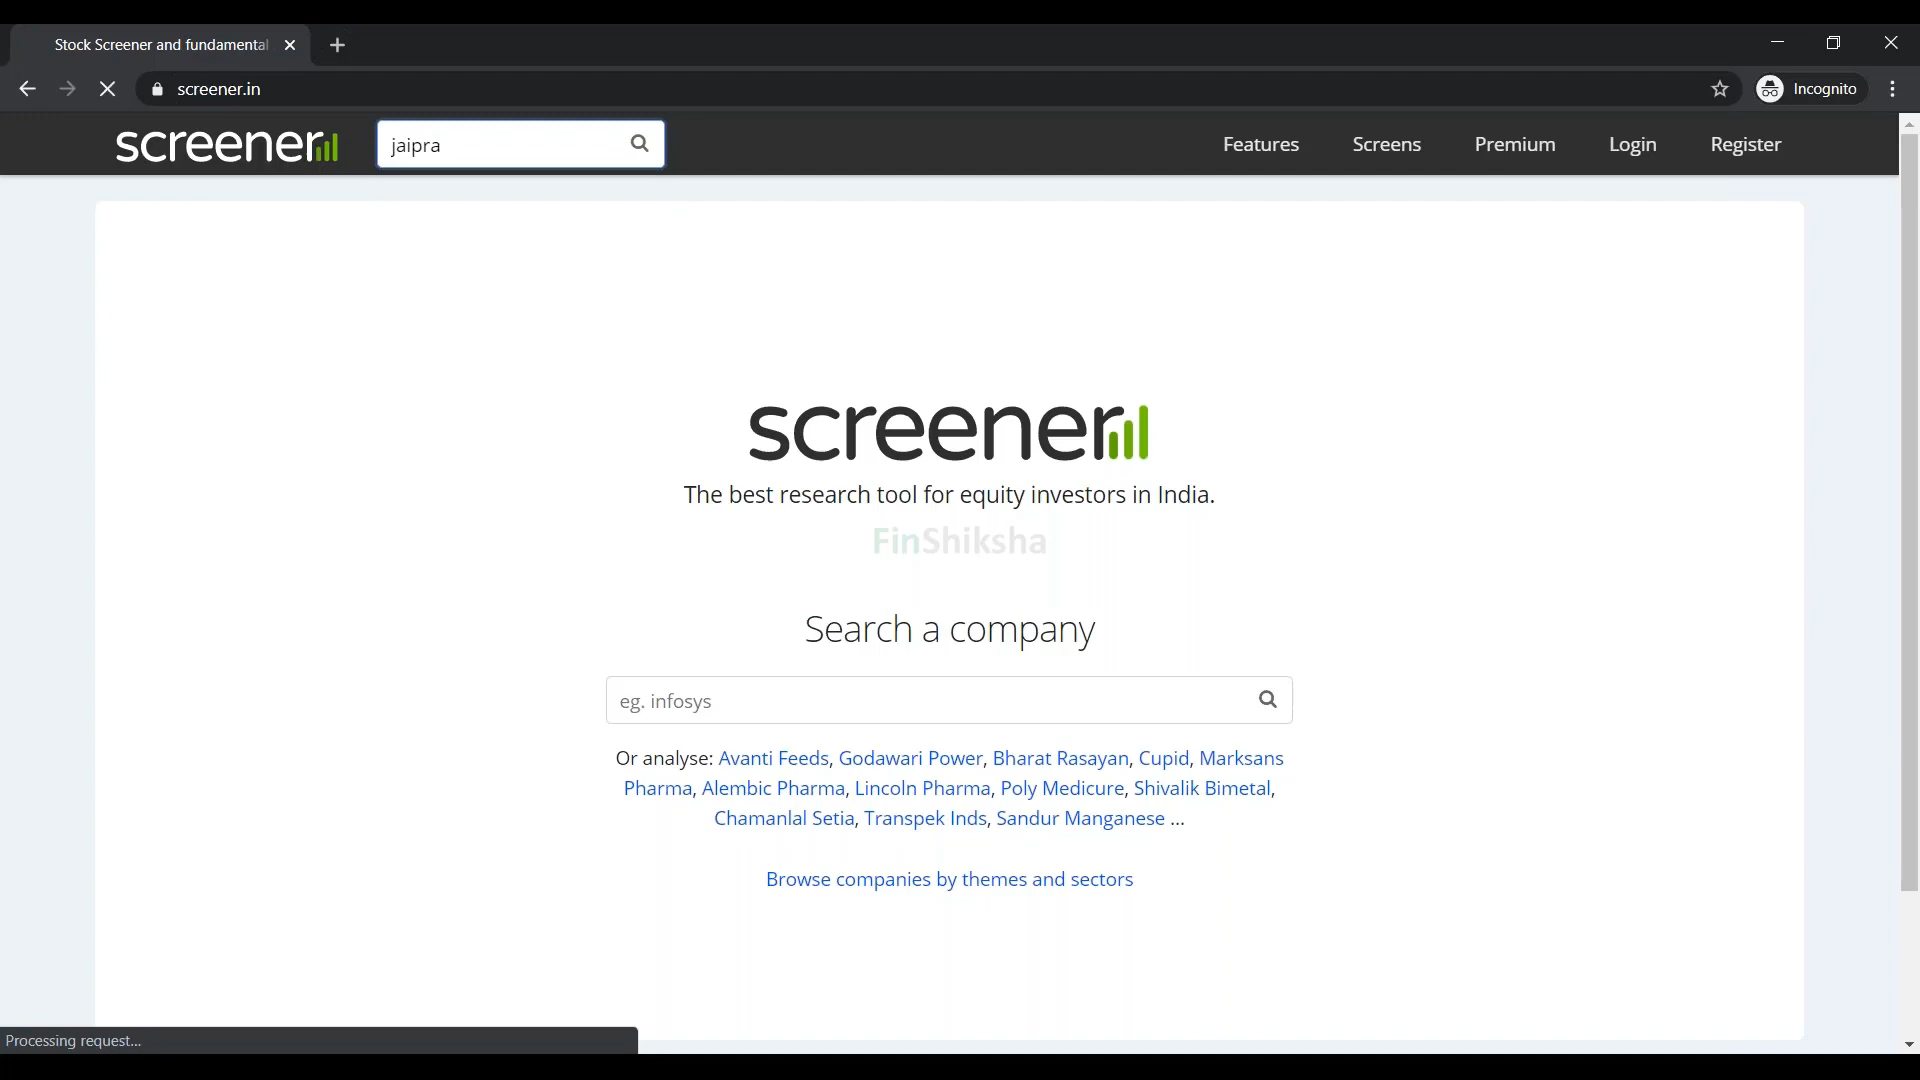 Stock Screener and fundamental
screener.in
Incognito
screener
jaipra
Features
Screens
Premium
Login
Register
screener
The best research tool for equity investors in India.
FinShiksha
Search a company
eg. infosys
Or analyse: Avanti Feeds, Godawari Power, Bharat Rasayan, Cupid, Marksans
Pharma, Alembic Pharma, Lincoln Pharma, Poly Medicure, Shivalik Bimetal,
Chamanlal Setia, Transpek Inds, Sandur Manganese ...
Browse companies by themes and sectors
Processing request...